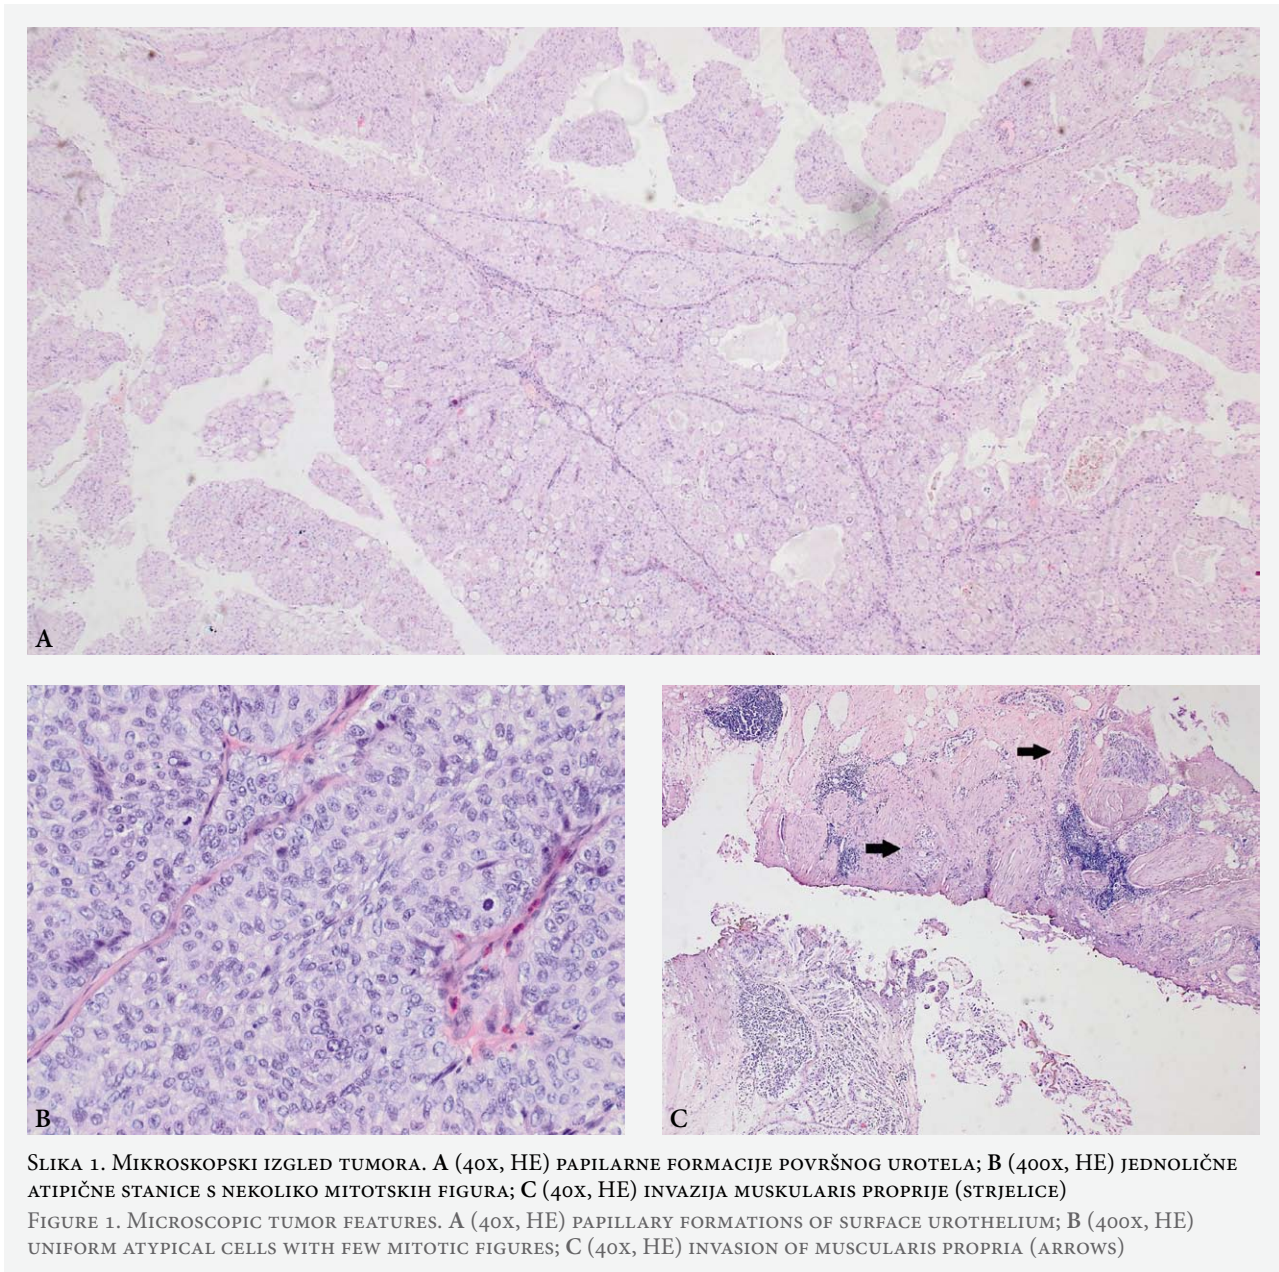 A
B
C
Slika 1. Mikroskopski izgled tumora. A (40x, HE) papilarne formacije površnog urotela; B (400x, HE) jednolične
atipične stanice s nekoliko mitotskih figura; C (40x, HE) invazija muskularis proprije (strjelice)
Figure 1. Microscopic tumor features. A (40x, HE) papillary formations of surface urothelium; B (400x, HE)
uniform atypical cells with few mitotic figures; C (40x, HE) invasion of muscularis propria (arrows)